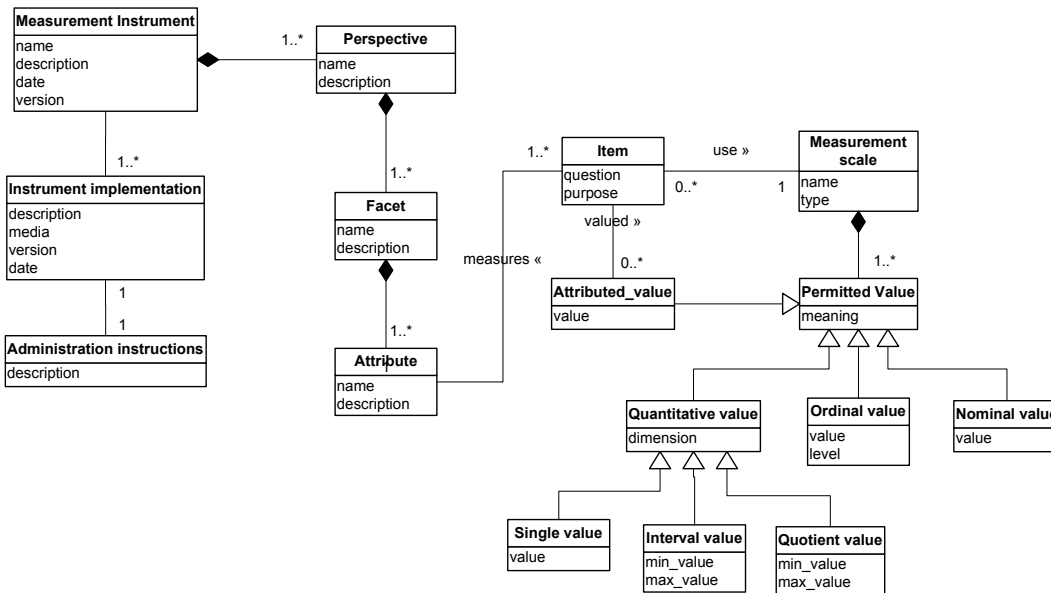 Measurement Instrument
name
description
date
version
1..*
Perspective
name
description
1..*
Instrument implementation
description
media
version
date
1
1
Administration instructions
description
1..*
Facet
name
description
1..*
Attribute
name
description
measures «
1..*
Item
question
purpose
use »
0..*
1
Measurement
scale
name
type
valued »
0..*
1..*
Attributed_value
value
Permitted Value
meaning
Quantitative value
dimension
Ordinal value
value
level
Nominal value
value
Single value
value
Interval value
min_value
max_value
Quotient value
min_value
max_value